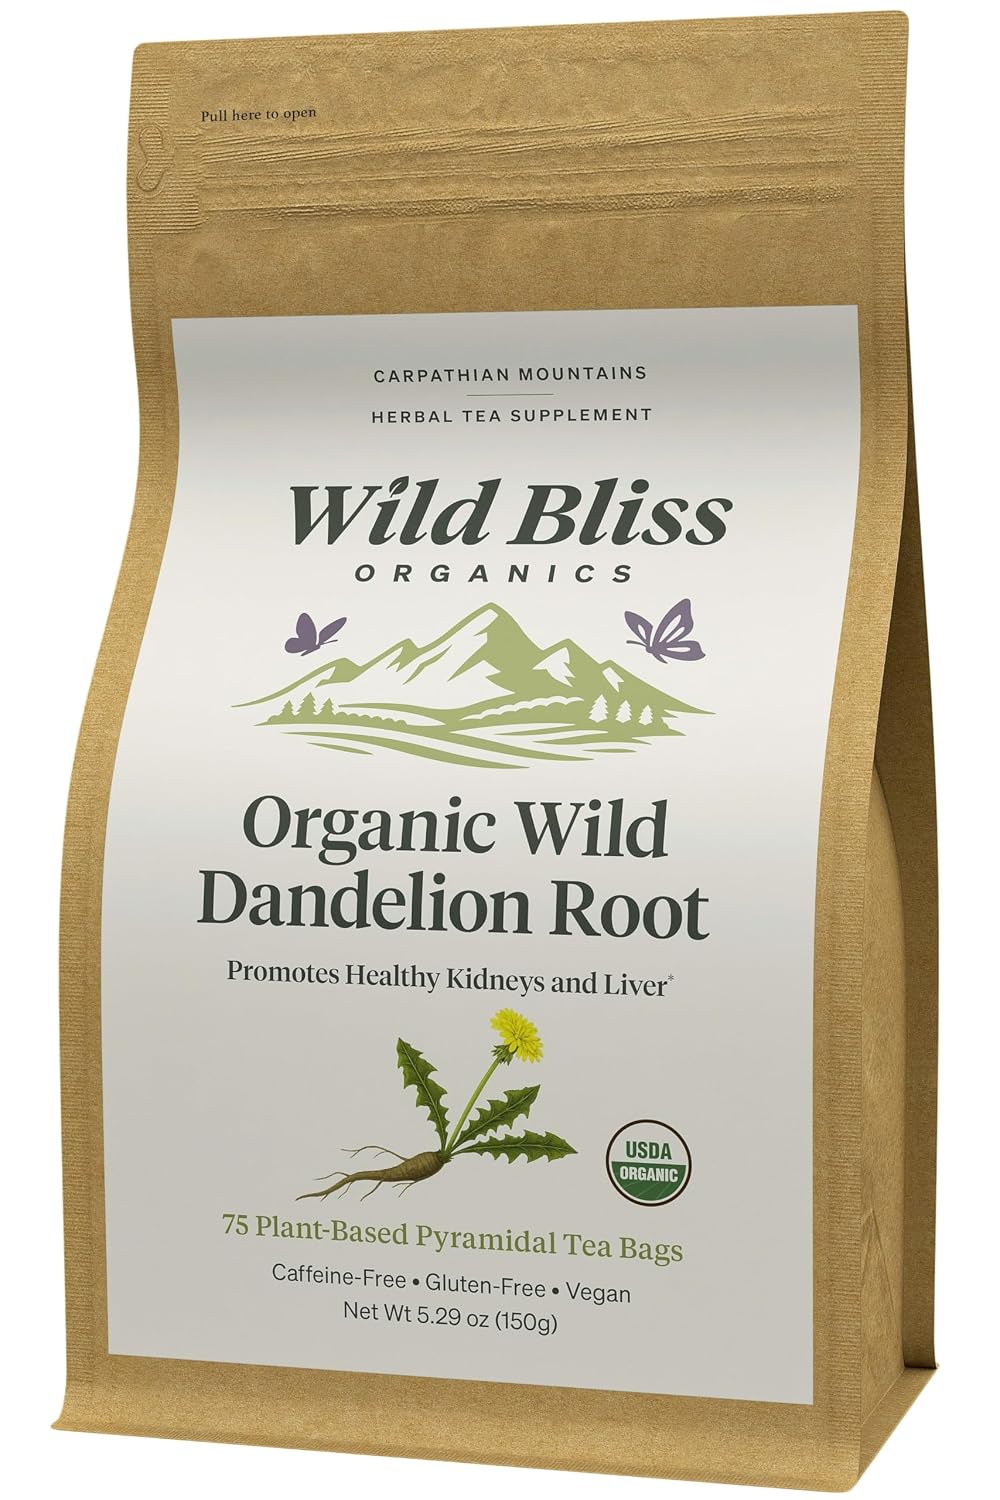 Pull here to open
CARPATHIAN MOUNTAINS
HERBAL TEA SUPPLEMENT
Wild Bliss
ORGANICS
Organic Wild
Dandelion Root
Promotes Healthy Kidneys and Liver*
USDA
ORGANIC
75 Plant-Based Pyramidal Tea Bags
Caffeine-Free • Gluten-Free • Vegan
Net Wt 5.29 oz (150g)